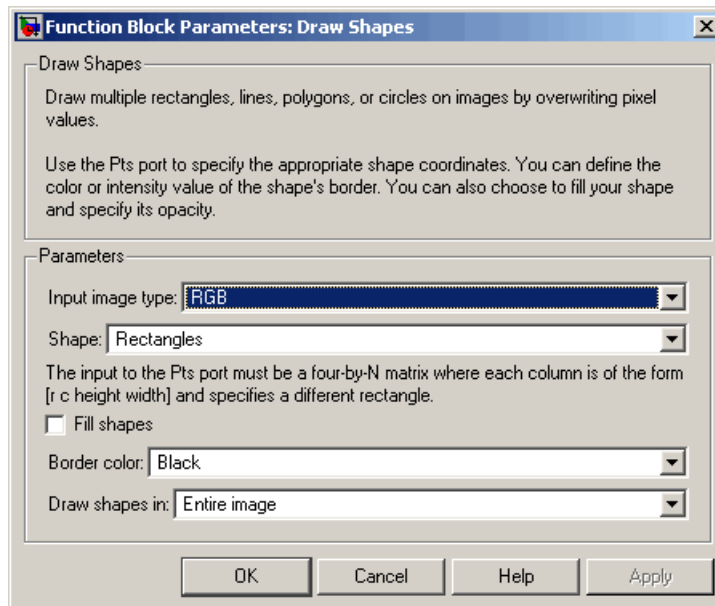 Function Block Parameters: Draw Shapes
Draw Shapes
Draw multiple rectangles, lines, polygons, or circles on images by overwriting pixel
values.
Use the Pts port to specify the appropriate shape coordinates. You can define the
color or intensity value of the shape's border. You can also choose to fill your shape
and specify its opacity.
Parameters
Input image type: RGB
Shape: Rectangles
The input to the Pts port must be a four-by-N matrix where each column is of the form
[r c height width] and specifies a different rectangle.
Fill shapes
Border color: Black
Draw shapes in: Entire image
OK Cancel Help Apply